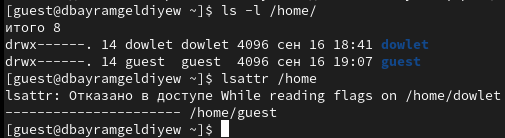 [guest@dbayramgeldiyew ~]$ ls -l /home/
итого 8
drwx------. 14 dowlet dowlet 4096 сен 16 18:41 dowlet
drwx------. 14 guest  guest  4096 сен 16 19:07 guest
[guest@dbayramgeldiyew ~]$ lsattr /home
lsattr: Отказано в доступе While reading flags on /home/dowlet
---------------------- /home/guest
[guest@dbayramgeldiyew ~]$